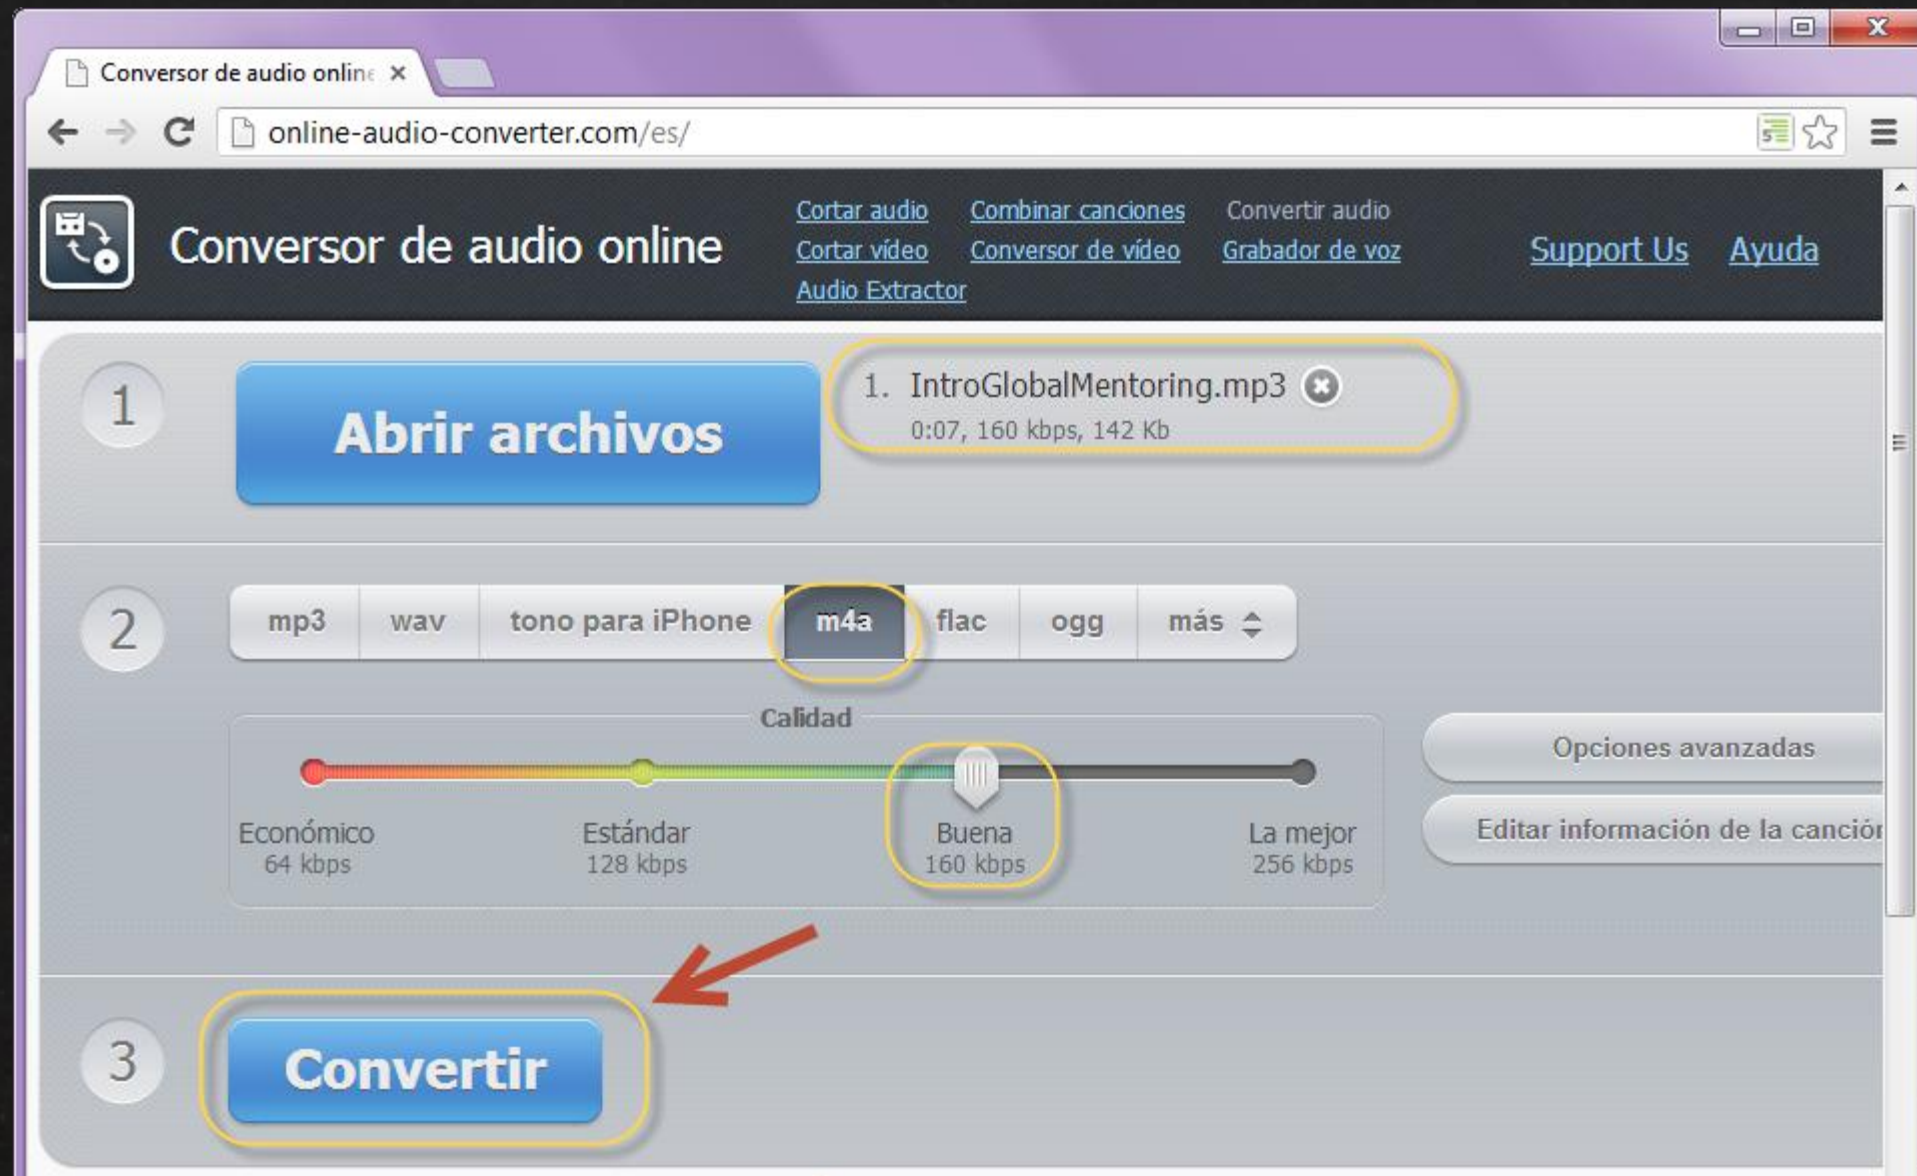 Conversor de audio online
online-audio-converter.com/es/
Conversor de audio online
Cortar audio Combinar canciones Convertir audio
Cortar vídeo Conversor de vídeo Grabador de voz
Audio Extractor
Support Us Ayuda
1
Abrir archivos
1. IntroGlobalMentoring.mp3
0:07, 160 kbps, 142 Kb
2
mp3 wav tono para iPhone m4a flac ogg más
Calidad
Económico Estándar Buena La mejor
64 kbps 128 kbps 160 kbps 256 kbps
Opciones avanzadas
Editar información de la canción
3
Convertir